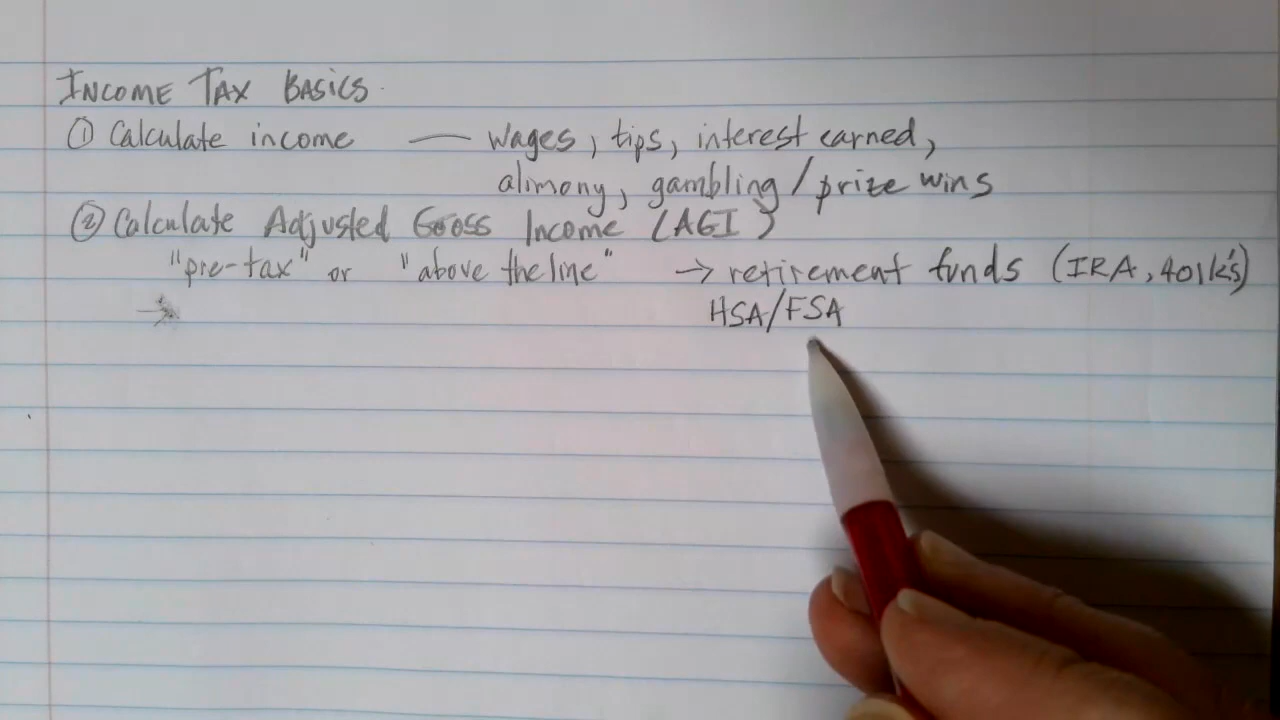 INCOME TAX BASICS
① Calculate income — wages, tips, interest earned,
alimony, gambling/prize wins
② Calculate Adjusted Gross Income (AGI)
"pre-tax" or "above the line" → retirement funds (IRA, 401k's)
→ HSA/FSA